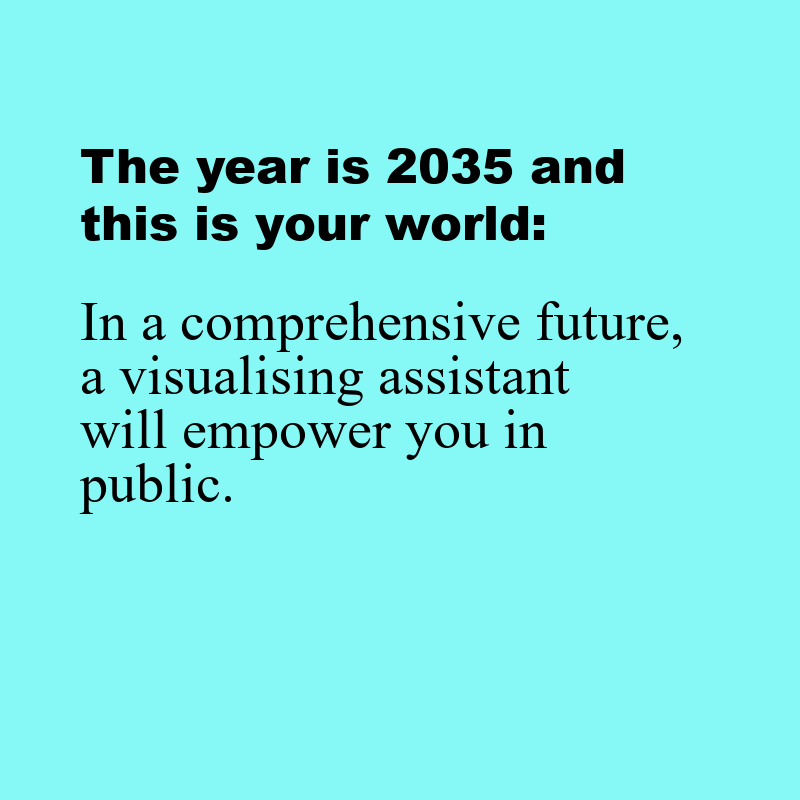 The year is 2035 and
this is your world:
In a comprehensive future,
a visualising assistant
will empower you in
public.